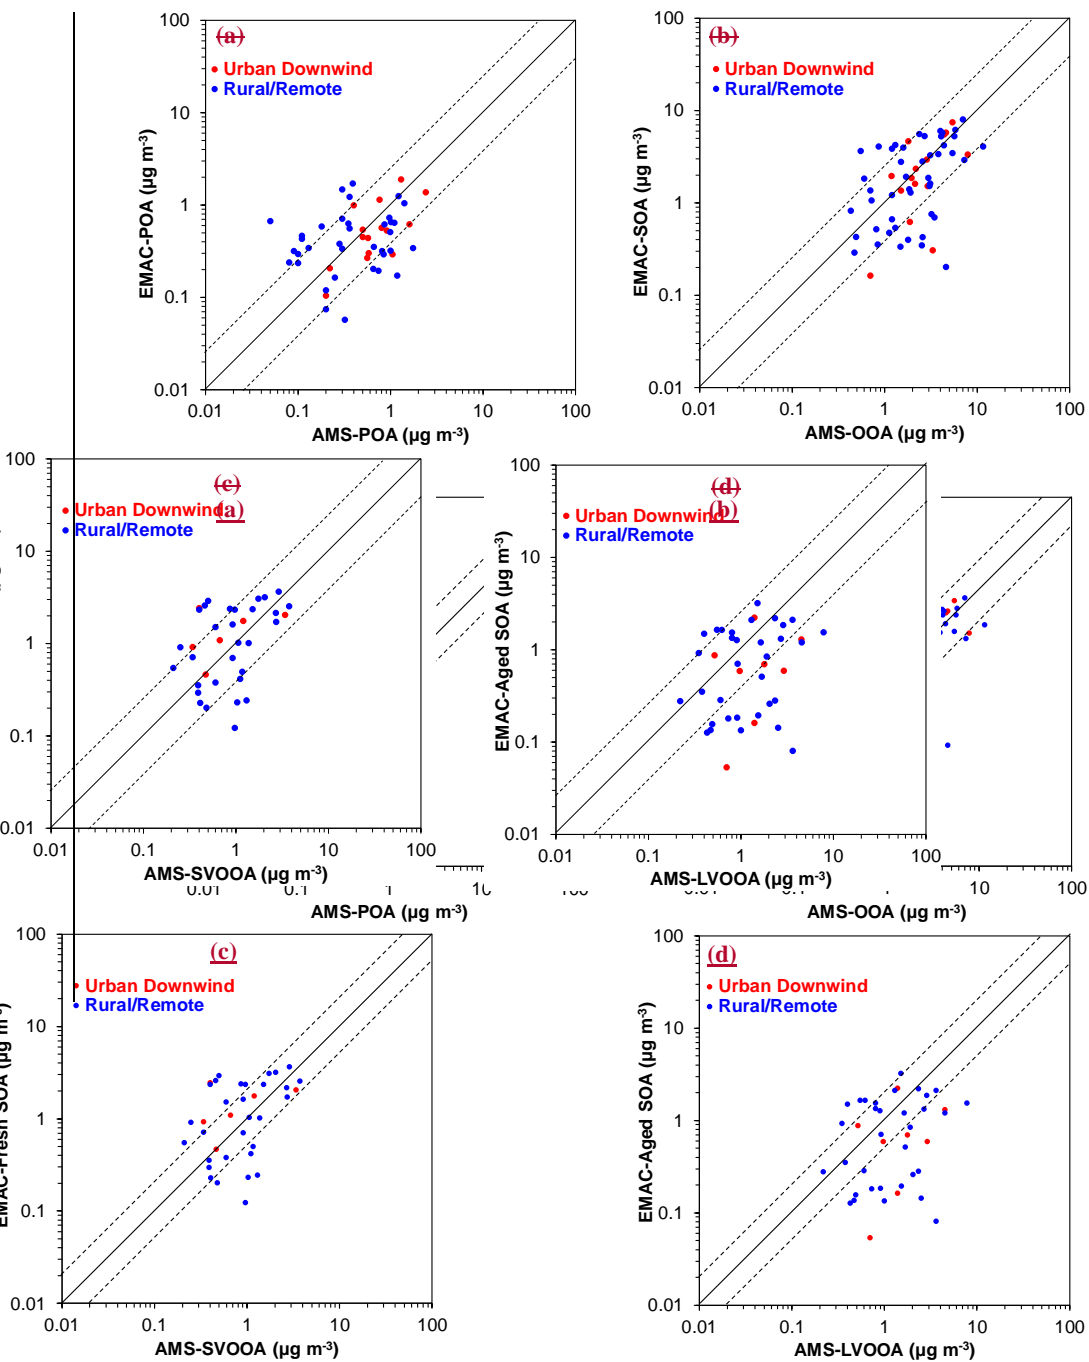 100
10
1
0.1
0.01
EMAC-POA (μg m-3)
(a)
Urban Downwind
Rural/Remote
0.01 0.1 1 10 100
AMS-POA (μg m-3)
100
10
1
0.1
0.01
EMAC-SOA (μg m-3)
(b)
Urban Downwind
Rural/Remote
0.01 0.1 1 10 100
AMS-OOA (μg m-3)
100
10
1
0.1
0.01
(c)
(a)
Urban Downwind
Rural/Remote
0.01 0.1 1 10 100
AMS-SVOOA (μg m-3)
AMS-POA (μg m-3)
100
10
1
0.1
0.01
EMAC-Aged SOA (μg m-3)
(d)
(b)
Urban Downwind
Rural/Remote
0.01 0.1 1 10 100
AMS-LVOOA (μg m-3)
10 100
AMS-OOA (μg m-3)
100
10
1
0.1
0.01
EMAC-Fresh SOA (μg m-3)
(c)
Urban Downwind
Rural/Remote
0.01 0.1 1 10 100
AMS-SVOOA (μg m-3)
100
10
1
0.1
0.01
EMAC-Aged SOA (μg m-3)
(d)
Urban Downwind
Rural/Remote
0.01 0.1 1 10 100
AMS-LVOOA (μg m-3)